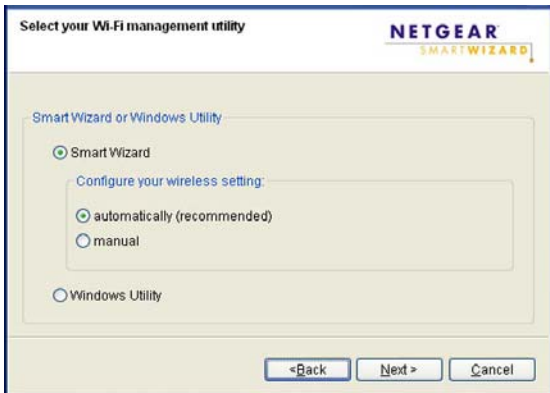 Select your Wi-Fi management utility
NETGEAR
SMARTWIZARD
Smart Wizard or Windows Utility
Smart Wizard
Configure your wireless setting:
automatically (recommended)
manual
Windows Utility
<Back
Next >
Cancel